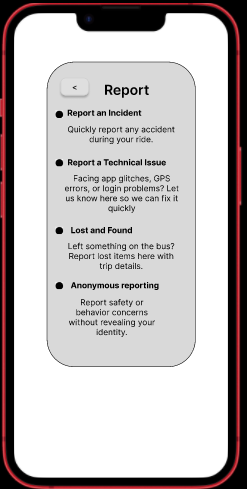 <
Report
Report an Incident
Quickly report any accident
during your ride.
Report a Technical Issue
Facing app glitches, GPS
errors, or login problems? Let
us know here so we can fix it
quickly
Lost and Found
Left something on the bus?
Report lost items here with
trip details.
Anonymous reporting
Report safety or
behavior concerns
without revealing your
identity.